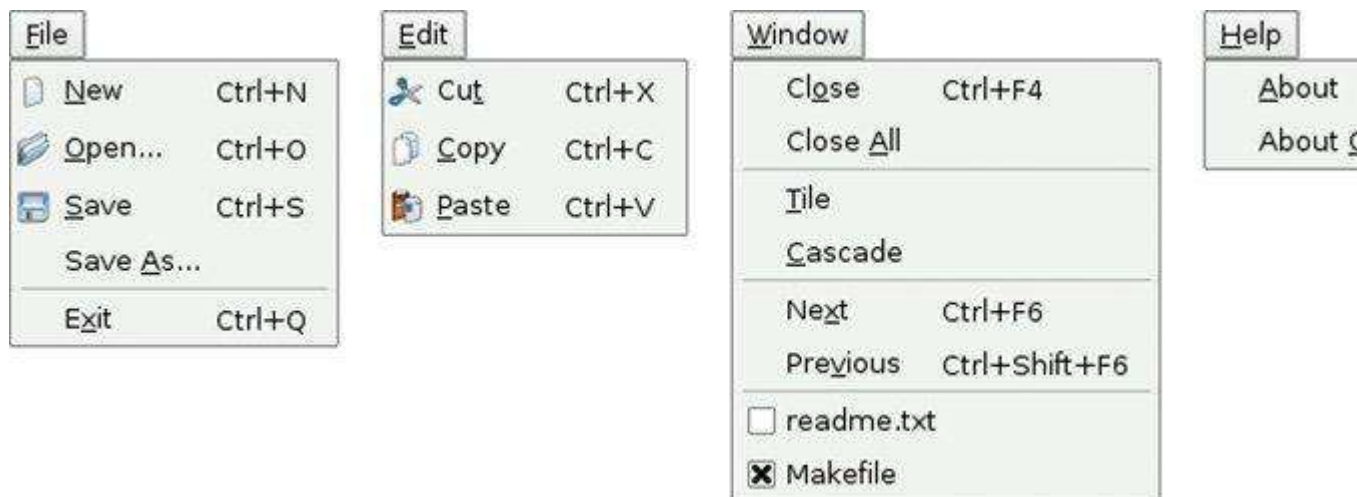 File
New Ctrl+N
Open... Ctrl+O
Save Ctrl+S
Save As...
Exit Ctrl+Q
Edit
Cut Ctrl+X
Copy Ctrl+C
Paste Ctrl+V
Window
Close Ctrl+F4
Close All
Tile
Cascade
Next Ctrl+F6
Previous Ctrl+Shift+F6
readme.txt
Makefile
Help
About
About